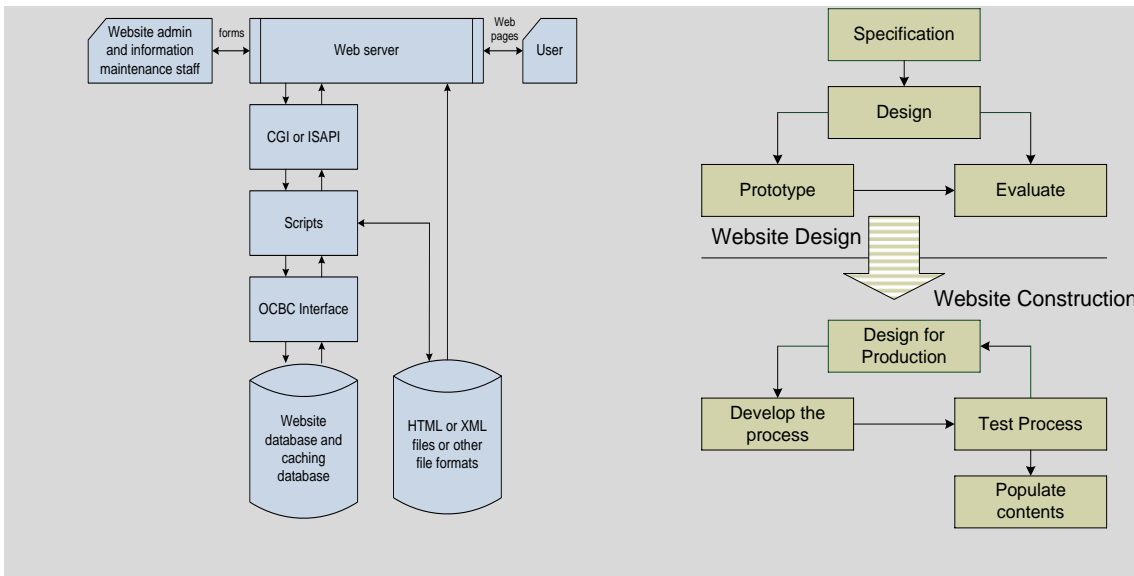 Website admin
and information
maintenance staff
forms
Web server
Web
pages
User
CGI or ISAPI
Scripts
OCBC Interface
Website
database and
caching
database
HTML or XML
files or other
file formats
Specification
Design
Prototype
Evaluate
Website Design
Website Construction
Design for
Production
Develop the
process
Test Process
Populate
contents